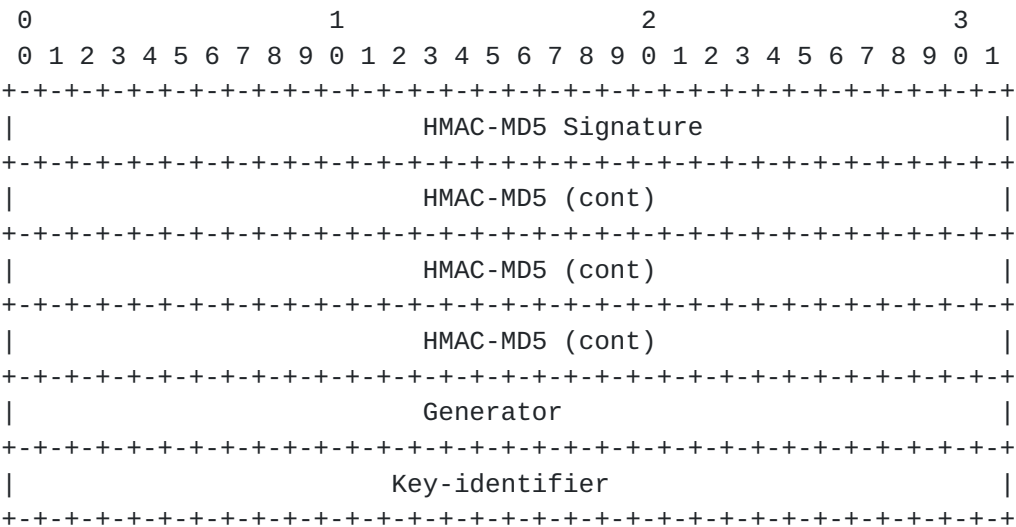 0                   1                   2                   3
 0 1 2 3 4 5 6 7 8 9 0 1 2 3 4 5 6 7 8 9 0 1 2 3 4 5 6 7 8 9 0 1
+-+-+-+-+-+-+-+-+-+-+-+-+-+-+-+-+-+-+-+-+-+-+-+-+-+-+-+-+-+-+-+-+
|                          HMAC-MD5 Signature                   |
+-+-+-+-+-+-+-+-+-+-+-+-+-+-+-+-+-+-+-+-+-+-+-+-+-+-+-+-+-+-+-+-+
|                          HMAC-MD5 (cont)                      |
+-+-+-+-+-+-+-+-+-+-+-+-+-+-+-+-+-+-+-+-+-+-+-+-+-+-+-+-+-+-+-+-+
|                          HMAC-MD5 (cont)                      |
+-+-+-+-+-+-+-+-+-+-+-+-+-+-+-+-+-+-+-+-+-+-+-+-+-+-+-+-+-+-+-+-+
|                          HMAC-MD5 (cont)                      |
+-+-+-+-+-+-+-+-+-+-+-+-+-+-+-+-+-+-+-+-+-+-+-+-+-+-+-+-+-+-+-+-+
|                          Generator                            |
+-+-+-+-+-+-+-+-+-+-+-+-+-+-+-+-+-+-+-+-+-+-+-+-+-+-+-+-+-+-+-+-+
|                        Key-identifier                         |
+-+-+-+-+-+-+-+-+-+-+-+-+-+-+-+-+-+-+-+-+-+-+-+-+-+-+-+-+-+-+-+-+